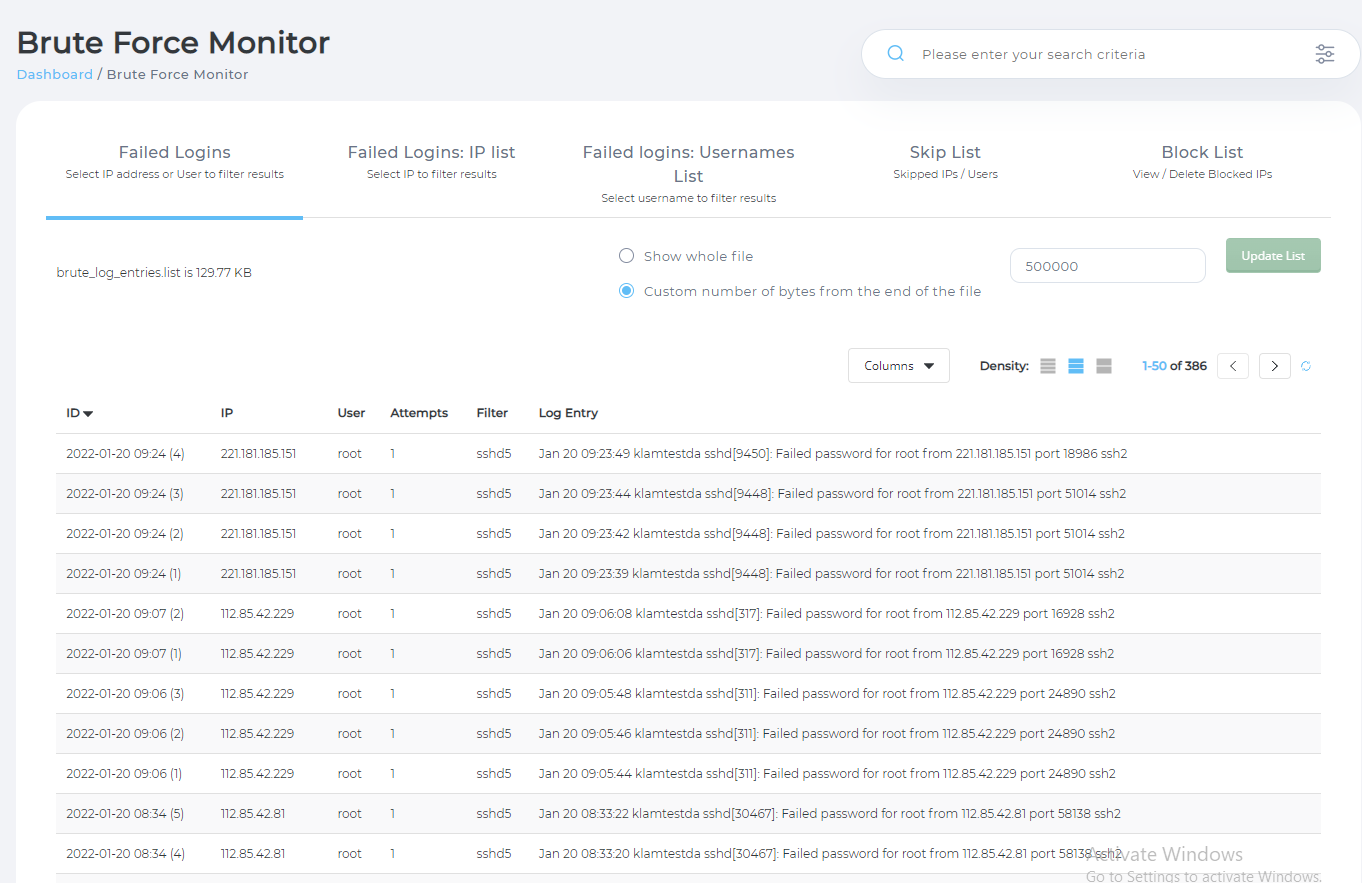 Brute Force Monitor
Dashboard / Brute Force Monitor
Please enter your search criteria
Failed Logins
Select IP address or User to filter results
Failed Logins: IP list
Select IP to filter results
Failed logins: Usernames
List
Select username to filter results
Skip List
Skipped IPs / Users
Block List
View / Delete Blocked IPs
brute_log_entries.list is 129.77 KB
Show whole file
Custom number of bytes from the end of the file
500000
Update List
Columns Density: 1-50 of 386
ID IP User Attempts Filter Log Entry
2022-01-20 09:24 (4) 221.181.185.151 root 1 sshd5 Jan 20 09:23:49 klamtestda sshd[9450]: Failed password for root from 221.181.185.151 port 18986 ssh2
2022-01-20 09:24 (3) 221.181.185.151 root 1 sshd5 Jan 20 09:23:44 klamtestda sshd[9448]: Failed password for root from 221.181.185.151 port 51014 ssh2
2022-01-20 09:24 (2) 221.181.185.151 root 1 sshd5 Jan 20 09:23:42 klamtestda sshd[9448]: Failed password for root from 221.181.185.151 port 51014 ssh2
2022-01-20 09:24 (1) 221.181.185.151 root 1 sshd5 Jan 20 09:23:39 klamtestda sshd[9448]: Failed password for root from 221.181.185.151 port 51014 ssh2
2022-01-20 09:07 (2) 112.85.42.229 root 1 sshd5 Jan 20 09:06:08 klamtestda sshd[317]: Failed password for root from 112.85.42.229 port 16928 ssh2
2022-01-20 09:07 (1) 112.85.42.229 root 1 sshd5 Jan 20 09:06:06 klamtestda sshd[317]: Failed password for root from 112.85.42.229 port 16928 ssh2
2022-01-20 09:06 (3) 112.85.42.229 root 1 sshd5 Jan 20 09:05:48 klamtestda sshd[311]: Failed password for root from 112.85.42.229 port 24890 ssh2
2022-01-20 09:06 (2) 112.85.42.229 root 1 sshd5 Jan 20 09:05:46 klamtestda sshd[311]: Failed password for root from 112.85.42.229 port 24890 ssh2
2022-01-20 09:06 (1) 112.85.42.229 root 1 sshd5 Jan 20 09:05:44 klamtestda sshd[311]: Failed password for root from 112.85.42.229 port 24890 ssh2
2022-01-20 08:34 (5) 112.85.42.81 root 1 sshd5 Jan 20 08:33:22 klamtestda sshd[30467]: Failed password for root from 112.85.42.81 port 58138 ssh2
2022-01-20 08:34 (4) 112.85.42.81 root 1 sshd5 Jan 20 08:33:20 klamtestda sshd[30467]: Failed password for root from 112.85.42.81 port 58138 ssh2
Activate Windows
Go to Settings to activate Windows.